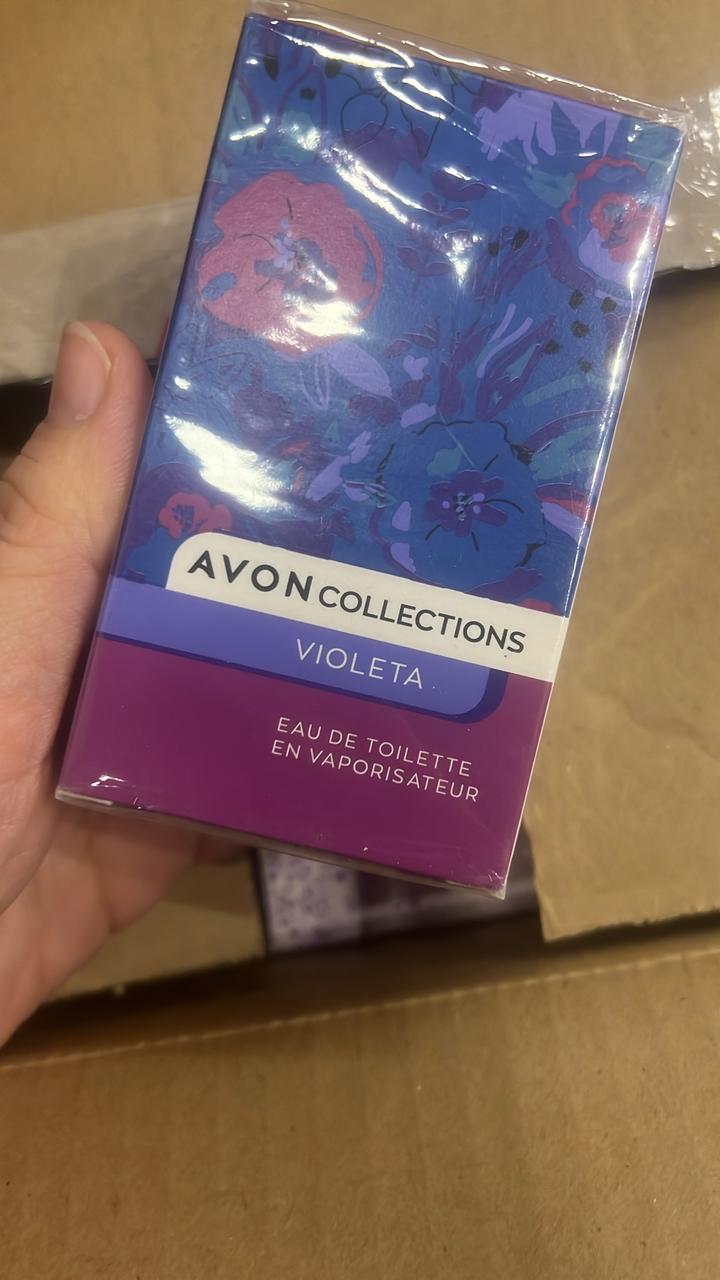 AVON COLLECTIONS
VIOLETA
EAU DE TOILETTE
EN VAPORISATEUR